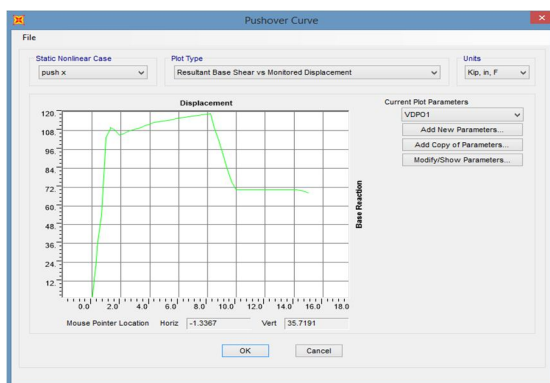 Pushover Curve
File
Static Nonlinear Case
push x
Plot Type
Resultant Base Shear vs Monitored Displacement
Units
Kip, in, F
Displacement
120.
108.
96.
84.
72.
60.
48.
36.
24.
12.
0.0 2.0 4.0 6.0 8.0 10.0 12.0 14.0 16.0 18.0
Base Reaction
Mouse Pointer Location Horiz -1.3367 Vert 35.7191
Current Plot Parameters
VDPO1
Add New Parameters...
Add Copy of Parameters...
Modify/Show Parameters...
OK Cancel